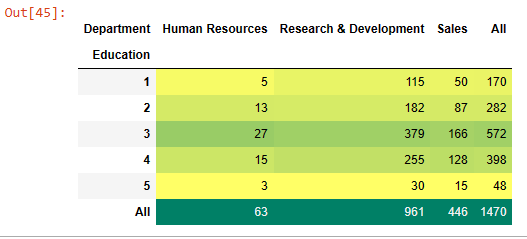 Out[45]:
Department Human Resources Research & Development Sales All
Education
1 5 115 50 170
2 13 182 87 282
3 27 379 166 572
4 15 255 128 398
5 3 30 15 48
All 63 961 446 1470